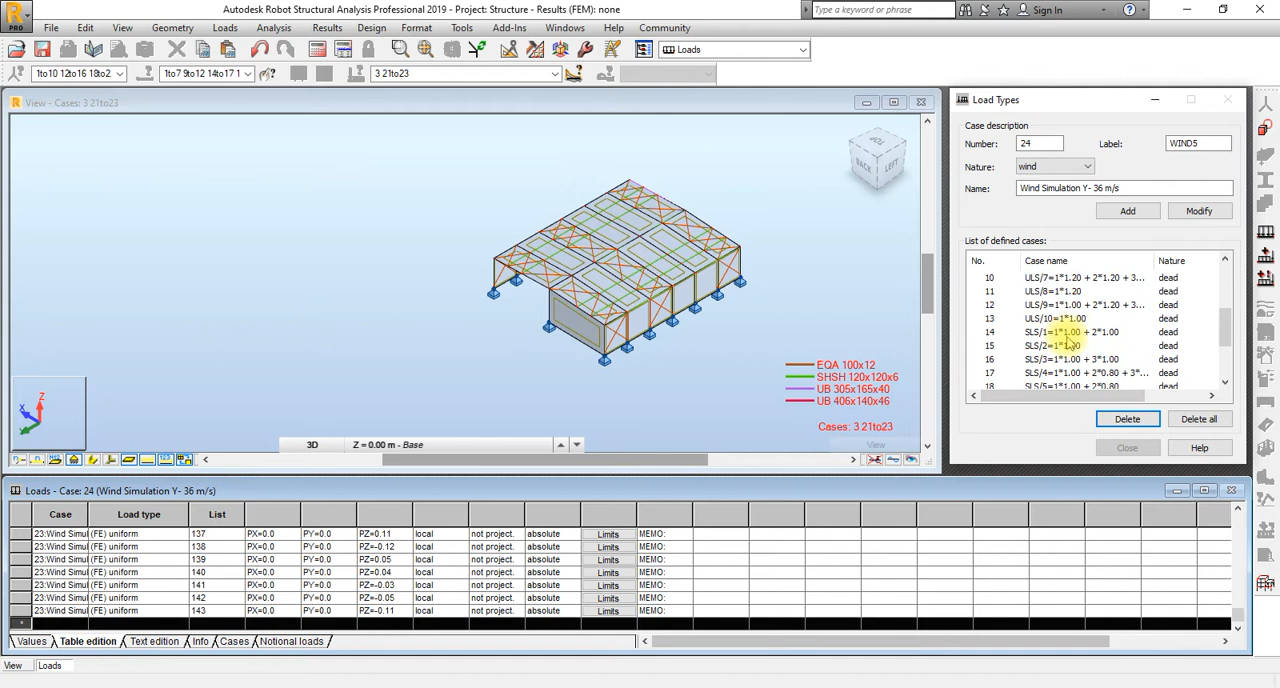 Autodesk Robot Structural Analysis Professional 2019 - Project: Structure - Results (FEM): none
Type a keyword or phrase
Sign In
PRO
File Edit View Geometry Loads Analysis Results Design Format Tools Add-Ins Windows Help Community
Loads
1to10 12to16 18to2
1to7 9to12 14to17 1
3 21to23
View - Cases: 3 21to23
TOP
BACK
LEFT
EQA 100x12
SHSH 120x120x6
UB 305x165x40
UB 406x140x46
Cases: 3 21to23
Z
X
Y
3D
Z = 0.00 m - Base
View
Load Types
Case description
Number: 24 Label: WIND5
Nature: wind
Name: Wind Simulation Y- 36 m/s
Add Modify
List of defined cases:
No. Case name Nature
10 ULS/7=1*1.20 + 2*1.20 + 3... dead
11 ULS/8=1*1.20 dead
12 ULS/9=1*1.00 + 2*1.20 + 3... dead
13 ULS/10=1*1.00 dead
14 SLS/1=1*1.00 + 2*1.00 dead
15 SLS/2=1*1.00 dead
16 SLS/3=1*1.00 + 3*1.00 dead
17 SLS/4=1*1.00 + 2*0.80 + 3*... dead
18 SLS/5=1*1.00 + 2*0.80 dead
Delete Delete all
Close Help
Loads - Case: 24 (Wind Simulation Y- 36 m/s)
Case Load type List
23:Wind Simul (FE) uniform 137 PX=0.0 PY=0.0 PZ=0.11 local not project. absolute Limits MEMO:
23:Wind Simul (FE) uniform 138 PX=0.0 PY=0.0 PZ=-0.12 local not project. absolute Limits MEMO:
23:Wind Simul (FE) uniform 139 PX=0.0 PY=0.0 PZ=0.05 local not project. absolute Limits MEMO:
23:Wind Simul (FE) uniform 140 PX=0.0 PY=0.0 PZ=0.04 local not project. absolute Limits MEMO:
23:Wind Simul (FE) uniform 141 PX=0.0 PY=0.0 PZ=-0.03 local not project. absolute Limits MEMO:
23:Wind Simul (FE) uniform 142 PX=0.0 PY=0.0 PZ=-0.05 local not project. absolute Limits MEMO:
23:Wind Simul (FE) uniform 143 PX=0.0 PY=0.0 PZ=-0.11 local not project. absolute Limits MEMO:
*
Values Table edition Text edition Info Cases Notional loads
View Loads